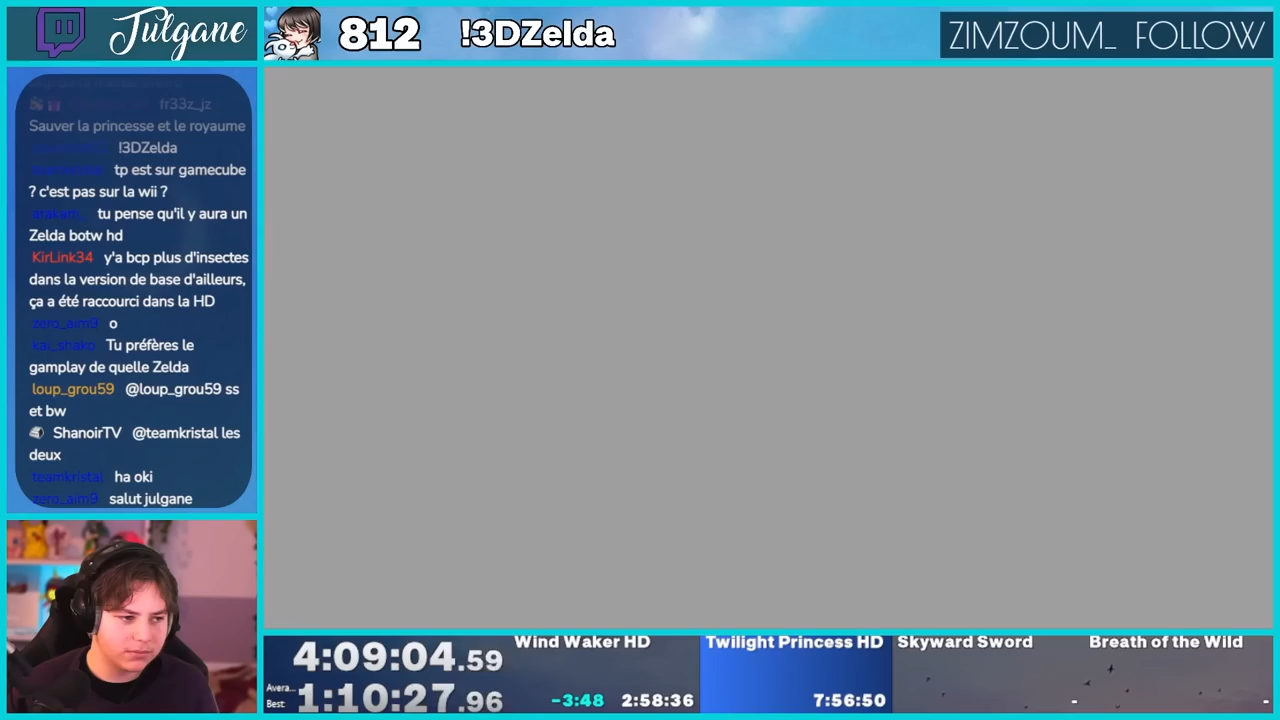 Julgane
812
!3DZelda
ZIMZOUM_ FOLLOW
fr33z_jz
Sauver la princesse et le royaume
!3DZelda
tp est sur gamecube
? c'est pas sur la wii ?
tu pense qu'il y aura un
Zelda botw hd
KirLink34 y'a bcp plus d'insectes
dans la version de base d'ailleurs,
ça a été raccourci dans la HD
zero_aim9 o
kai_shako Tu préfères le
gamplay de quelle Zelda
loup_grou59 @loup_grou59 ss
et bw
ShanoirTV @teamkristal les
deux
teamkristal ha oki
zero_aim9 salut julgane
4:09:04.59
Avera...
Best:
1:10:27.96
Wind Waker HD
-3:48 2:58:36
Twilight Princess HD
7:56:50
Skyward Sword
-
Breath of the Wild
-